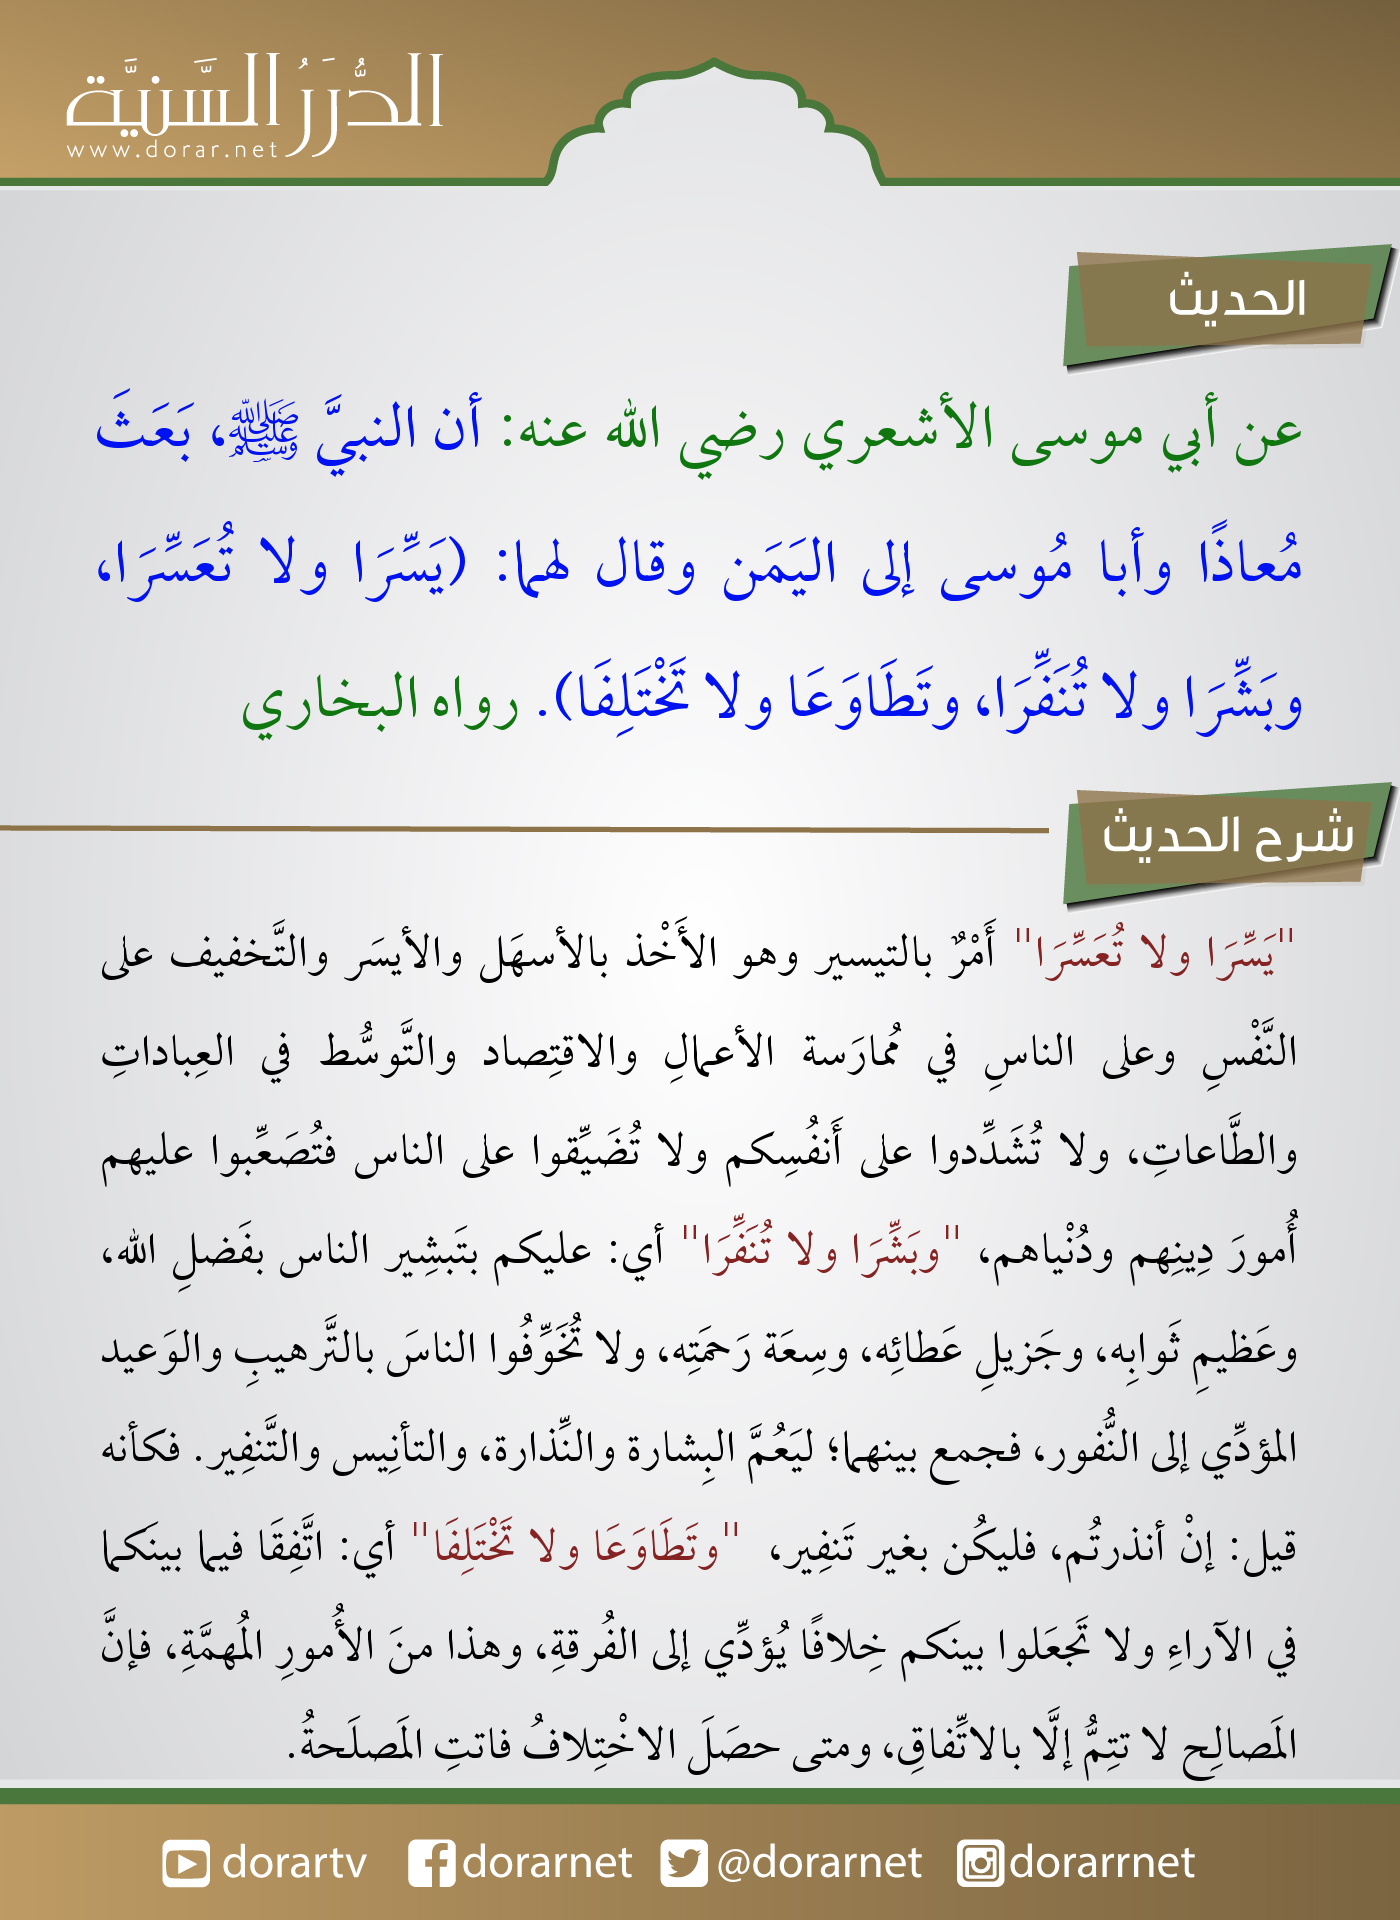 الدُّرَرُ السَّنيَّة
www.dorar.net
الحديث
عن أبي موسى الأشعري رضي الله عنه: أن النبيَّ ﷺ، بَعَثَ
مُعاذًا وأبا مُوسى إلى اليَمَن وقال لهما: (يَسِّرَا ولا تُعَسِّرَا،
وبَشِّرَا ولا تُنَفِّرَا، وتَطَاوَعَا ولا تَخْتَلِفَا). رواه البخاري
شرح الحديث
"يَسِّرَا ولا تُعَسِّرَا" أَمْرٌ بالتيسير وهو الأَخْذ بالأسهَل والأيسَر والتَّخفيف على
النَّفْسِ وعلى الناسِ في مُمارَسة الأعمالِ والاقتِصاد والتَّوسُّط في العِباداتِ
والطَّاعاتِ، ولا تُشَدِّدوا على أَنفُسِكم ولا تُضَيِّقوا على الناس فتُصَعِّبوا عليهم
أُمورَ دِينِهم ودُنْياهم، "وبَشِّرَا ولا تُنَفِّرَا" أي: عليكم بتَبشِير الناس بفَضلِ الله،
وعَظيمِ ثَوابِه، وجَزيلِ عَطائِه، وسِعَة رَحمَتِه، ولا تُخَوِّفُوا الناسَ بالتَّرهيبِ والوَعيد
المؤدِّي إلى النُّفور، فجمع بينهما؛ ليَعُمَّ البِشارة والنِّذارة، والتأنِيس والتَّنفِير. فكأنه
قيل: إنْ أنذرتُم، فليكُن بغير تَنفِير، "وتَطَاوَعَا ولا تَخْتَلِفَا" أي: اتَّفِقَا فيما بينَكما
في الآراءِ ولا تَجعَلوا بينَكم خِلافًا يُؤدِّي إلى الفُرقةِ، وهذا منَ الأُمورِ المُهمَّةِ، فإنَّ
المَصالِح لا تتِمُّ إلَّا بالاتِّفاقِ، ومتى حصَلَ الاخْتِلافُ فاتتِ المَصلَحةُ.
dorartv dorarnet @dorarnet dorarrnet